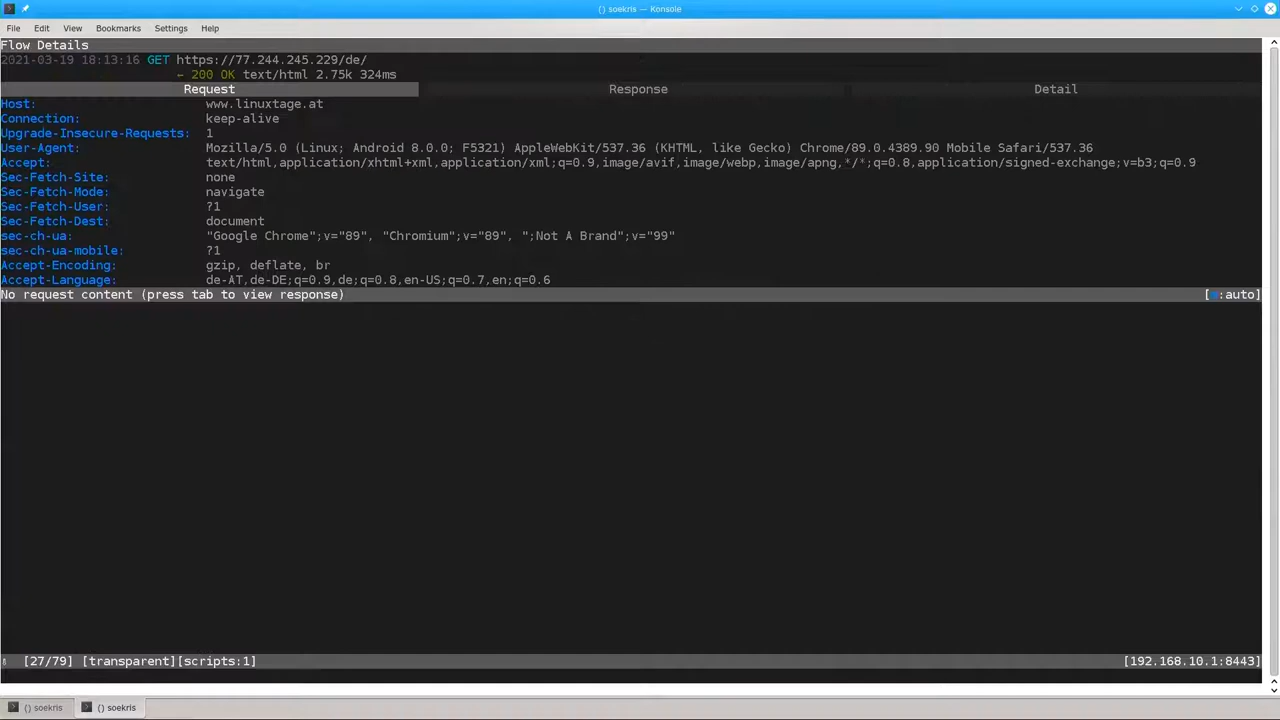 () soekris — Konsole
File Edit View Bookmarks Settings Help
Flow Details
2021-03-19 18:13:16 GET https://77.244.245.229/de/
← 200 OK text/html 2.75k 324ms
Request Response Detail
Host: www.linuxtage.at
Connection: keep-alive
Upgrade-Insecure-Requests: 1
User-Agent: Mozilla/5.0 (Linux; Android 8.0.0; F5321) AppleWebKit/537.36 (KHTML, like Gecko) Chrome/89.0.4389.90 Mobile Safari/537.36
Accept: text/html,application/xhtml+xml,application/xml;q=0.9,image/avif,image/webp,image/apng,*/*;q=0.8,application/signed-exchange;v=b3;q=0.9
Sec-Fetch-Site: none
Sec-Fetch-Mode: navigate
Sec-Fetch-User: ?1
Sec-Fetch-Dest: document
sec-ch-ua: "Google Chrome";v="89", "Chromium";v="89", ";Not A Brand";v="99"
sec-ch-ua-mobile: ?1
Accept-Encoding: gzip, deflate, br
Accept-Language: de-AT,de-DE;q=0.9,de;q=0.8,en-US;q=0.7,en;q=0.6
No request content (press tab to view response) [:auto]
[27/79] [transparent][scripts:1] [192.168.10.1:8443]
() soekris () soekris